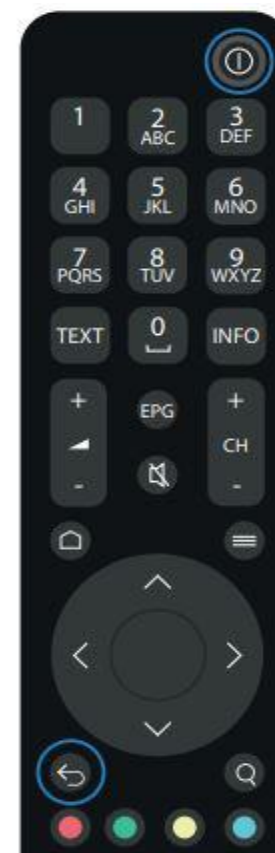 1 2 3
ABC DEF
4 5 6
GHI JKL MNO
7 8 9
PQRS TUV WXYZ
TEXT 0 INFO
+ EPG +
CH
- -